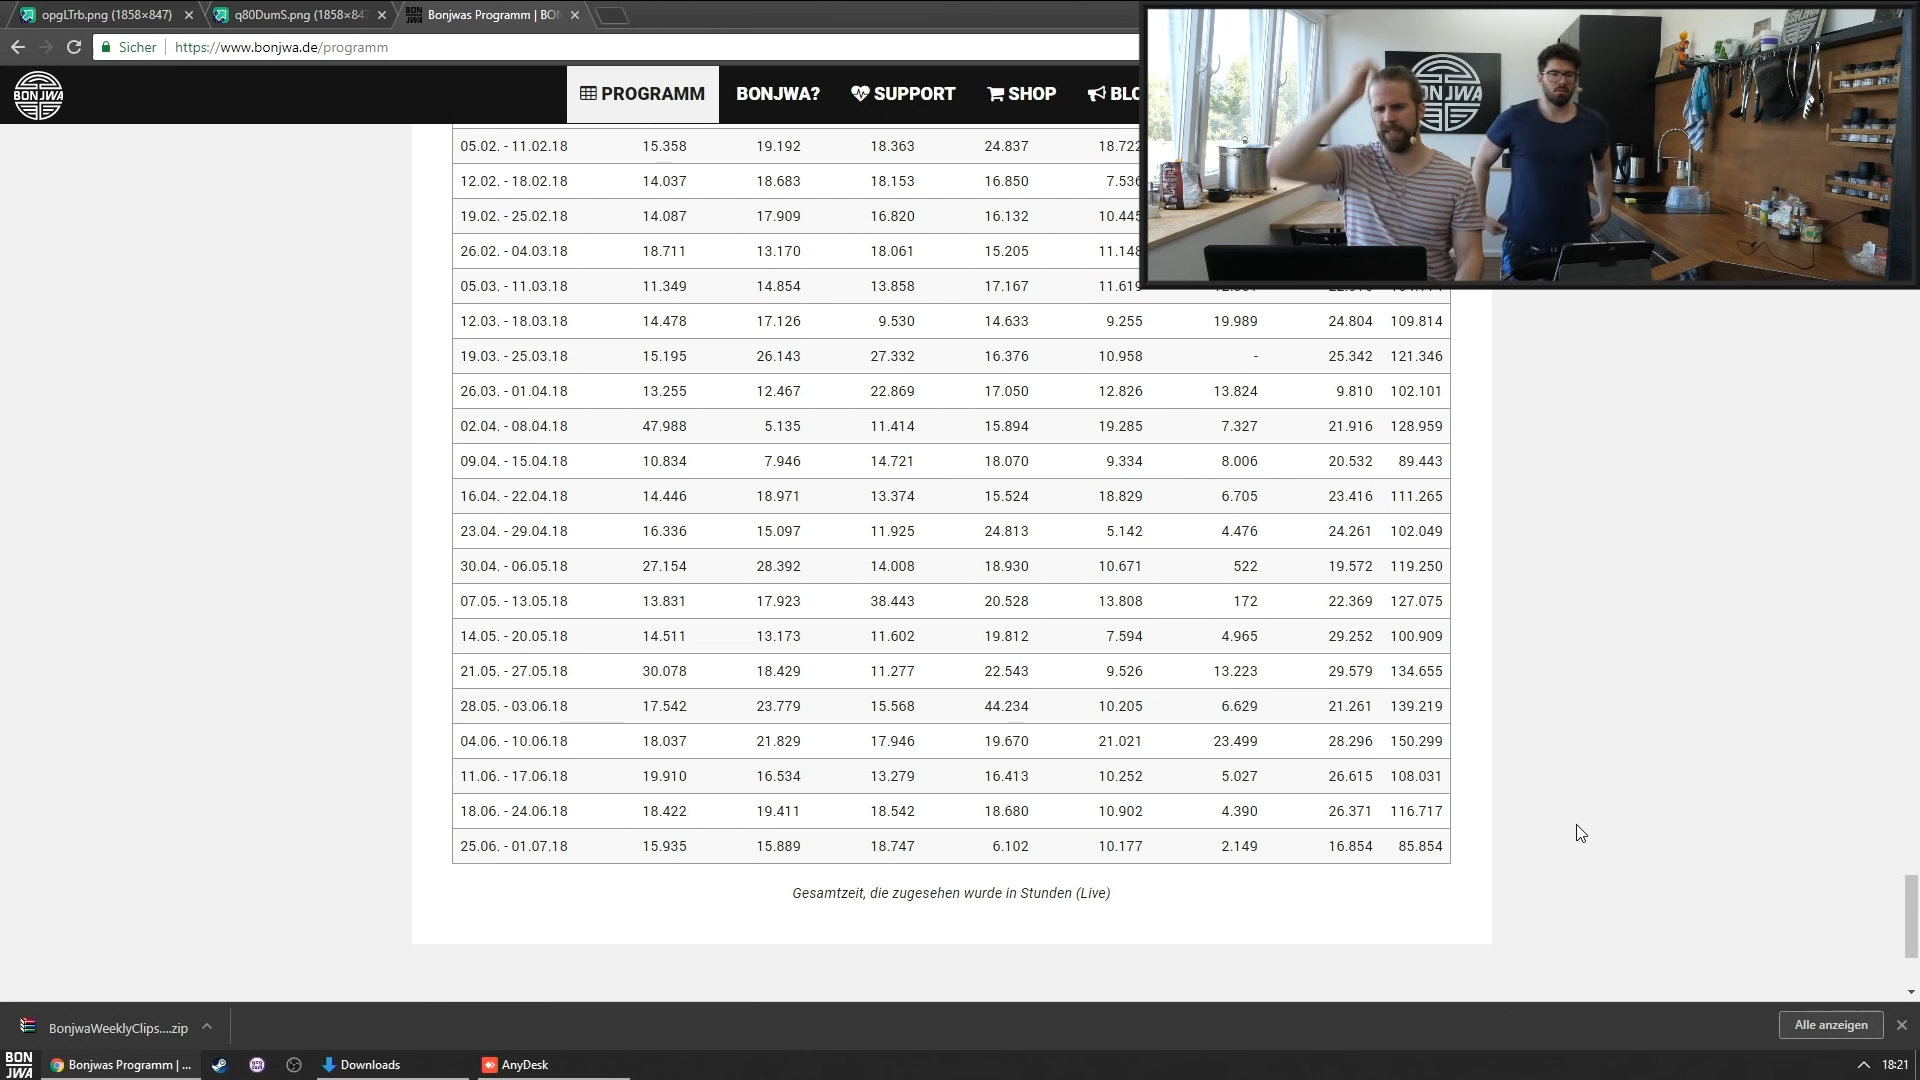 opgLTrb.png (1858×847)
q80DumS.png (1858×847
Bonjwas Programm | BON
Sicher
https://www.bonjwa.de/programm
BONJWA
PROGRAMM
BONJWA?
SUPPORT
SHOP
BLO
ON JWA
05.02. - 11.02.18 15.358 19.192 18.363 24.837 18.722
12.02. - 18.02.18 14.037 18.683 18.153 16.850 7.536
19.02. - 25.02.18 14.087 17.909 16.820 16.132 10.445
26.02. - 04.03.18 18.711 13.170 18.061 15.205 11.148
05.03. - 11.03.18 11.349 14.854 13.858 17.167 11.619
12.03. - 18.03.18 14.478 17.126 9.530 14.633 9.255 19.989 24.804 109.814
19.03. - 25.03.18 15.195 26.143 27.332 16.376 10.958 - 25.342 121.346
26.03. - 01.04.18 13.255 12.467 22.869 17.050 12.826 13.824 9.810 102.101
02.04. - 08.04.18 47.988 5.135 11.414 15.894 19.285 7.327 21.916 128.959
09.04. - 15.04.18 10.834 7.946 14.721 18.070 9.334 8.006 20.532 89.443
16.04. - 22.04.18 14.446 18.971 13.374 15.524 18.829 6.705 23.416 111.265
23.04. - 29.04.18 16.336 15.097 11.925 24.813 5.142 4.476 24.261 102.049
30.04. - 06.05.18 27.154 28.392 14.008 18.930 10.671 522 19.572 119.250
07.05. - 13.05.18 13.831 17.923 38.443 20.528 13.808 172 22.369 127.075
14.05. - 20.05.18 14.511 13.173 11.602 19.812 7.594 4.965 29.252 100.909
21.05. - 27.05.18 30.078 18.429 11.277 22.543 9.526 13.223 29.579 134.655
28.05. - 03.06.18 17.542 23.779 15.568 44.234 10.205 6.629 21.261 139.219
04.06. - 10.06.18 18.037 21.829 17.946 19.670 21.021 23.499 28.296 150.299
11.06. - 17.06.18 19.910 16.534 13.279 16.413 10.252 5.027 26.615 108.031
18.06. - 24.06.18 18.422 19.411 18.542 18.680 10.902 4.390 26.371 116.717
25.06. - 01.07.18 15.935 15.889 18.747 6.102 10.177 2.149 16.854 85.854
Gesamtzeit, die zugesehen wurde in Stunden (Live)
BonjwaWeeklyClips....zip
Alle anzeigen
BON
JWA
Bonjwas Programm | ...
Downloads
AnyDesk
18:21